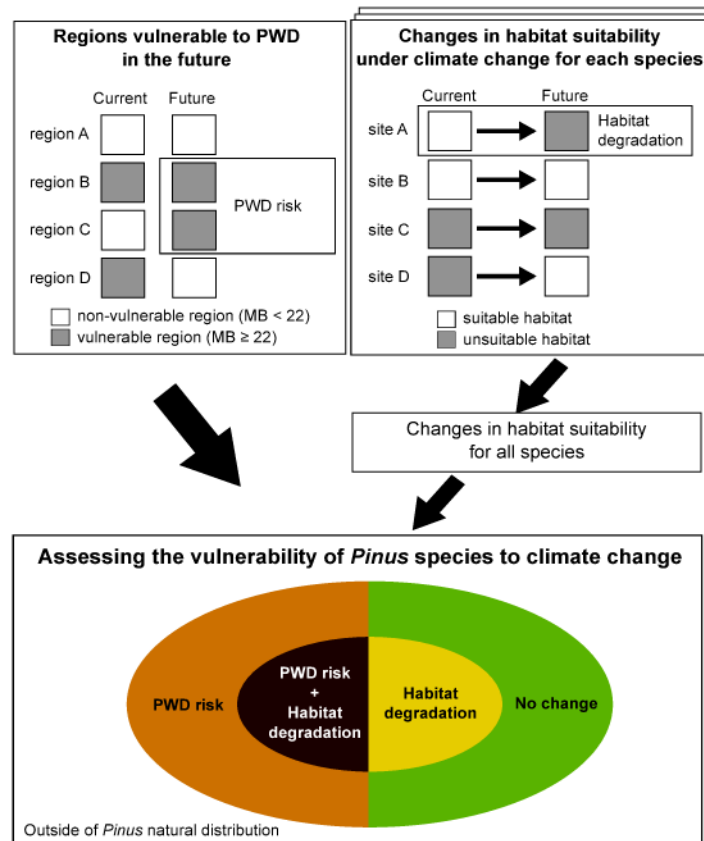 Regions vulnerable to PWD
in the future
Current Future
region A
region B
region C
region D
PWD risk
non-vulnerable region (MB < 22)
vulnerable region (MB ≥ 22)
Changes in habitat suitability
under climate change for each species
Current Future
site A
Habitat
degradation
site B
site C
site D
suitable habitat
unsuitable habitat
Changes in habitat suitability
for all species
Assessing the vulnerability of Pinus species to climate change
PWD risk
PWD risk
+
Habitat
degradation
Habitat
degradation
No change
Outside of Pinus natural distribution